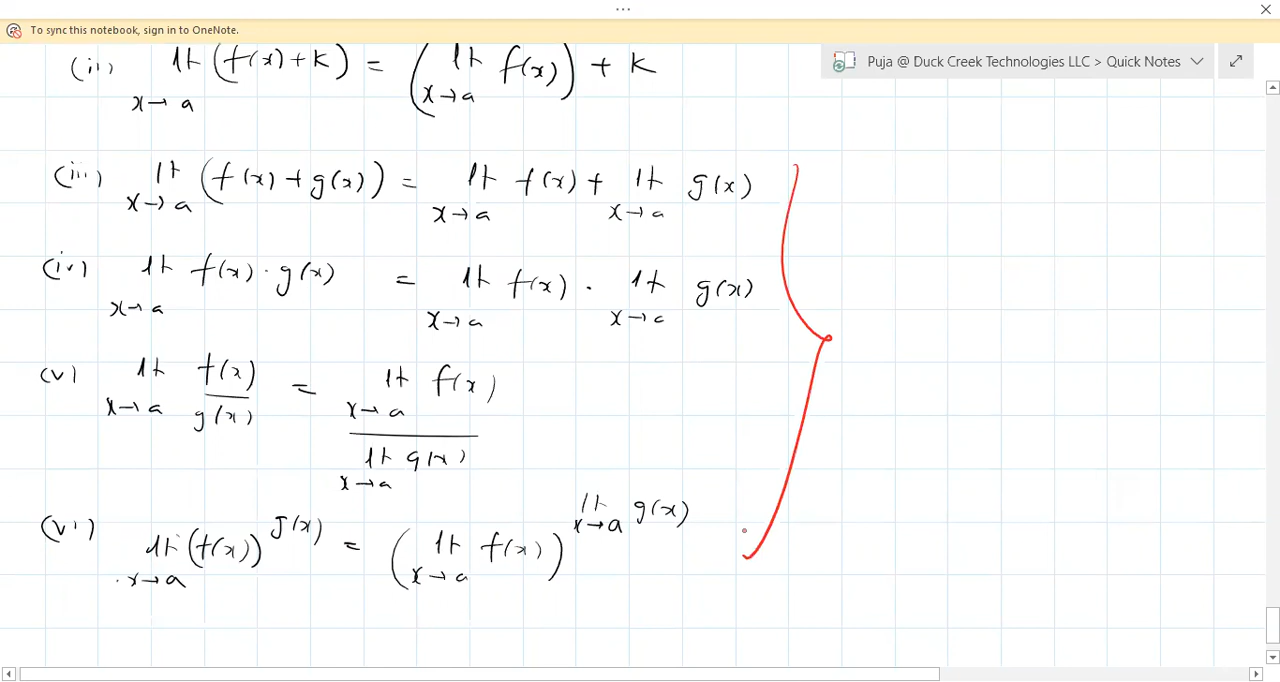 ...
To sync this notebook, sign in to OneNote.
Puja @ Duck Creek Technologies LLC > Quick Notes
(ii) lt (f(x)+k) = (lt f(x)) + k
x→a x→a
(iii) lt (f(x)+g(x)) = lt f(x) + lt g(x)
x→a x→a x→a
(iv) lt f(x)·g(x) = lt f(x) . lt g(x)
x→a x→a x→a
(v) lt f(x) = lt f(x)
x→a g(x) x→a
lt g(x)
x→a
lt g(x)
x→a
(vi) lt (f(x)) g(x) = (lt f(x))
x→a x→a